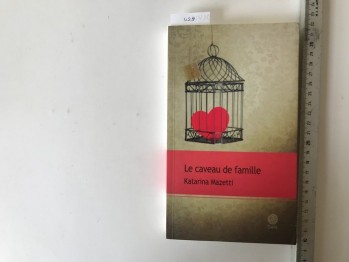 Le caveau de famille
Katarina Mazetti